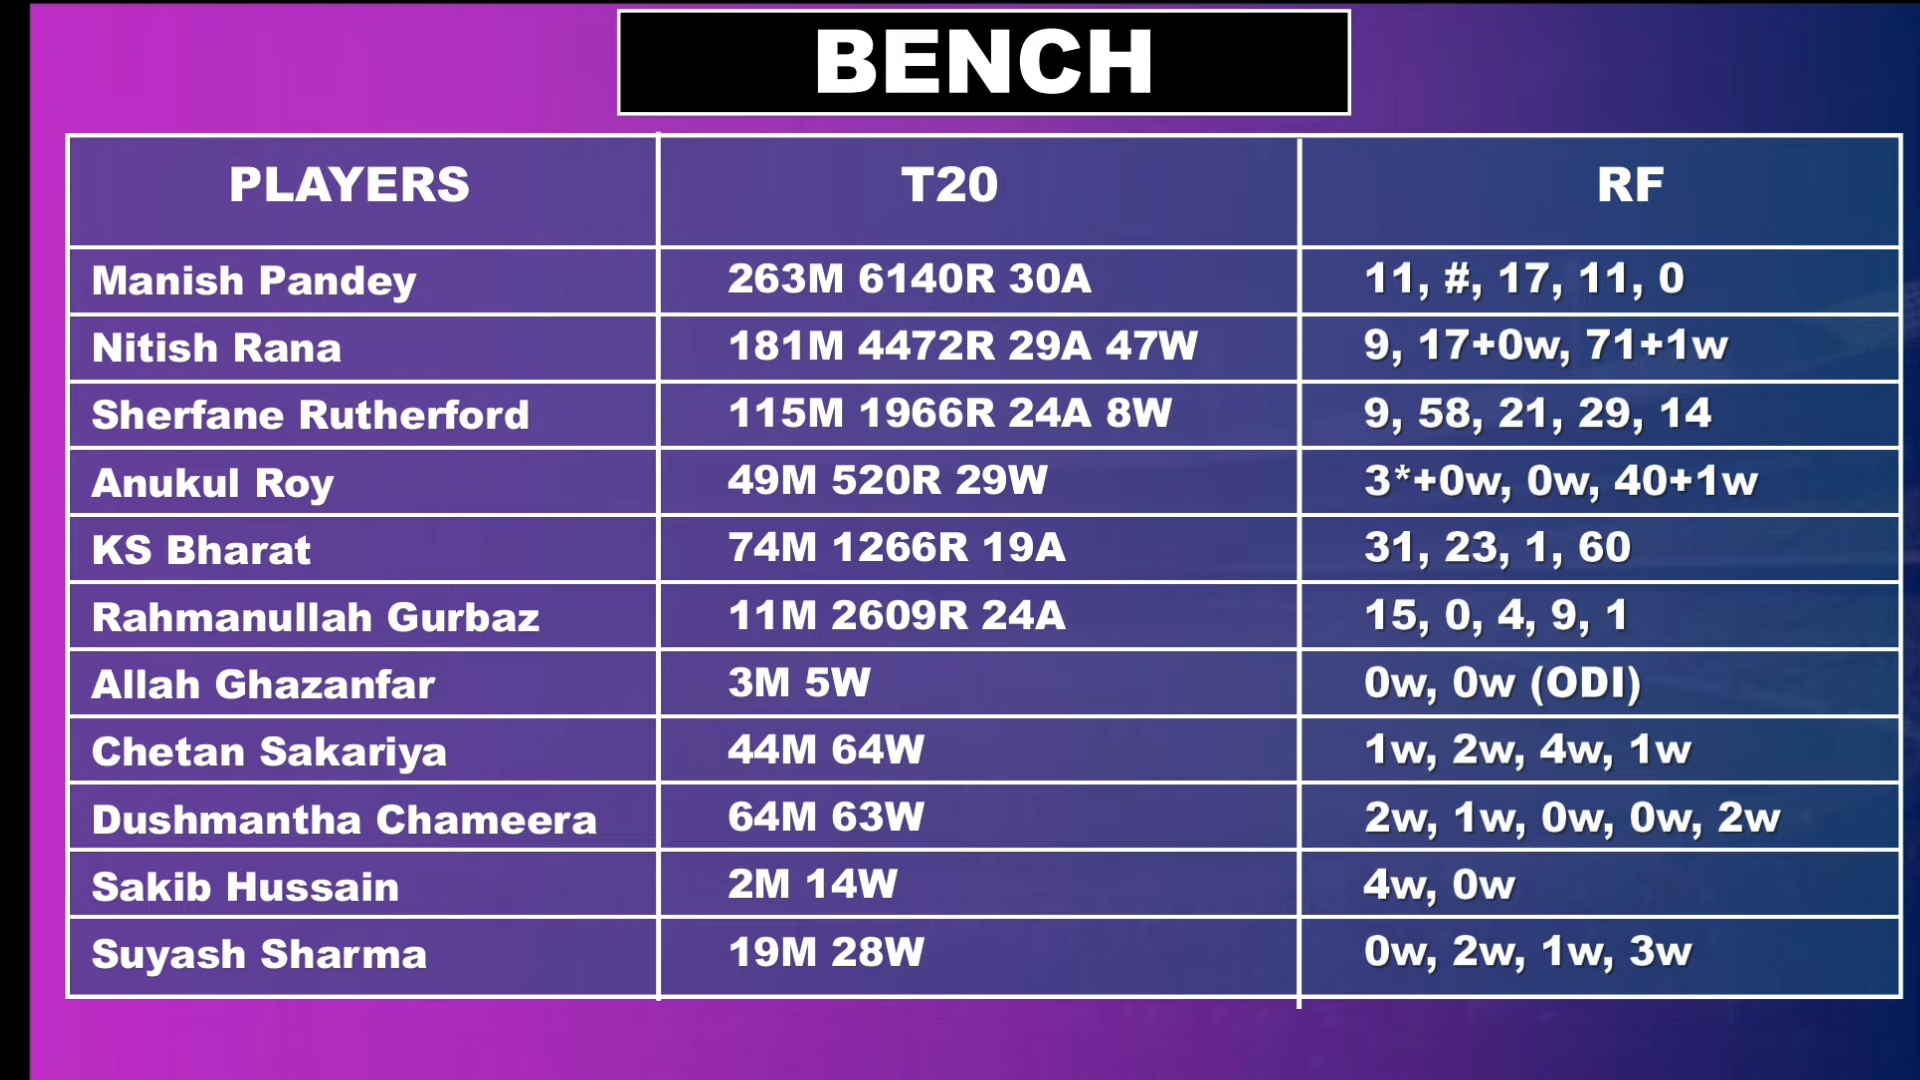 BENCH
PLAYERS T20 RF
Manish Pandey 263M 6140R 30A 11, #, 17, 11, 0
Nitish Rana 181M 4472R 29A 47W 9, 17+0w, 71+1w
Sherfane Rutherford 115M 1966R 24A 8W 9, 58, 21, 29, 14
Anukul Roy 49M 520R 29W 3*+0w, 0w, 40+1w
KS Bharat 74M 1266R 19A 31, 23, 1, 60
Rahmanullah Gurbaz 11M 2609R 24A 15, 0, 4, 9, 1
Allah Ghazanfar 3M 5W 0w, 0w (ODI)
Chetan Sakariya 44M 64W 1w, 2w, 4w, 1w
Dushmantha Chameera 64M 63W 2w, 1w, 0w, 0w, 2w
Sakib Hussain 2M 14W 4w, 0w
Suyash Sharma 19M 28W 0w, 2w, 1w, 3w